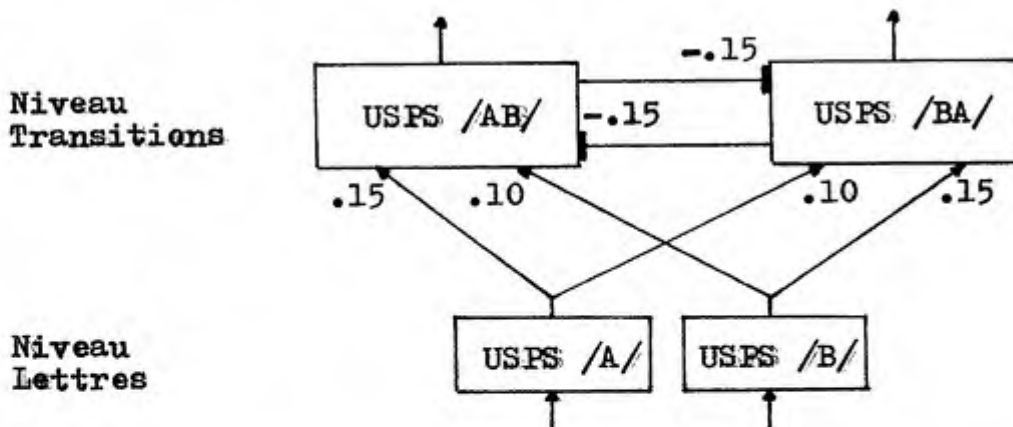 -.15
Niveau
Transitions
USPS /AB/
-.15
USPS /BA/
.15
.10
.10
.15
Niveau
Lettres
USPS /A/
USPS /B/